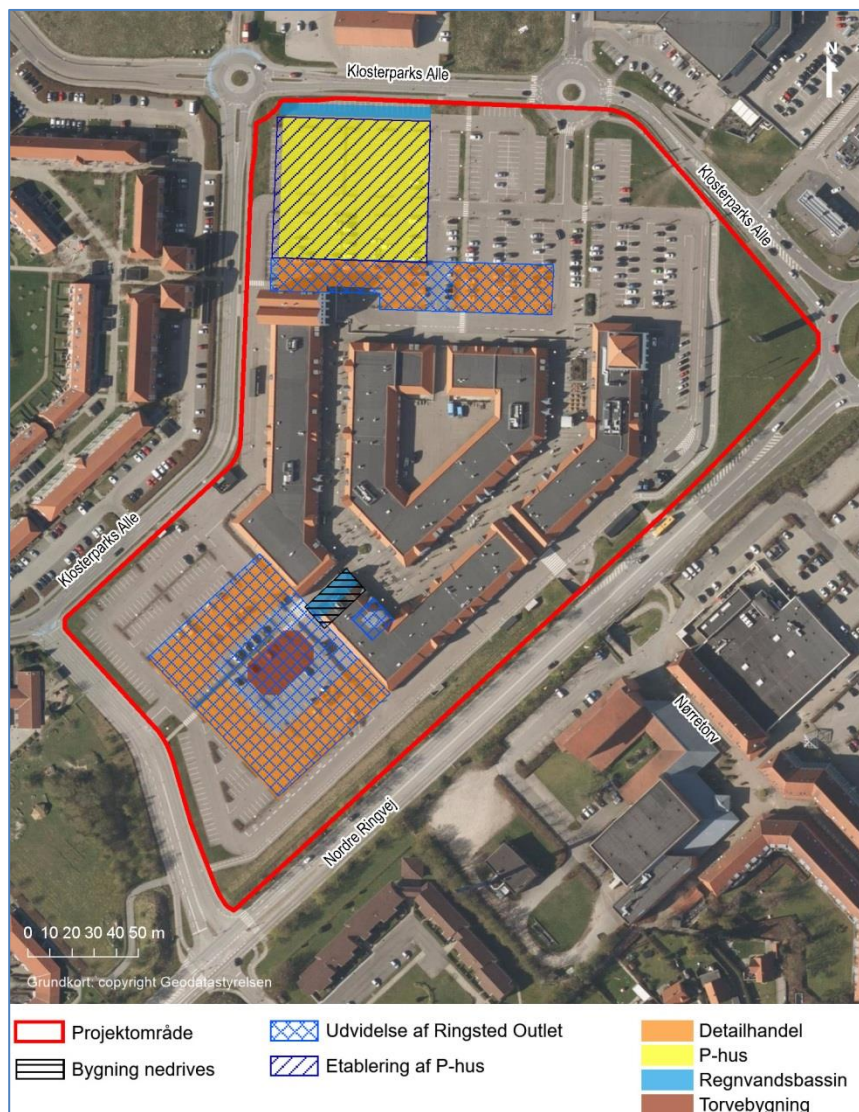 Klosterparks Alle
N
Klosterparks Alle
Klosterparks Alle
Nørretorv
Nordre Ringvej
0 10 20 30 40 50 m
Grundkort: copyright Geodatastyrelsen
Projektområde
Udvidelse af Ringsted Outlet
Detailhandel
Bygning nedrives
Etablering af P-hus
P-hus
Regnvandsbassin
Torvebygning